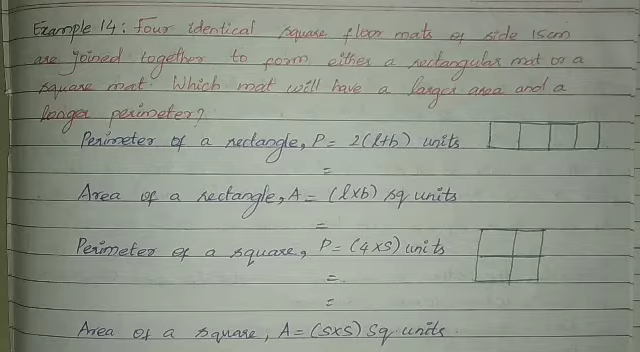 Example 14: Four identical square floor mats of side 15cm
are joined together to form either a rectangular mat or a
square mat. Which mat will have a larger area and a
longer perimeter?
Perimeter of a rectangle, P = 2(l+b) units
=
Area of a rectangle, A = (l×b) sq units
=
Perimeter of a square, P = (4×S) units
=
=
Area of a square, A = (S×S) Sq. units.